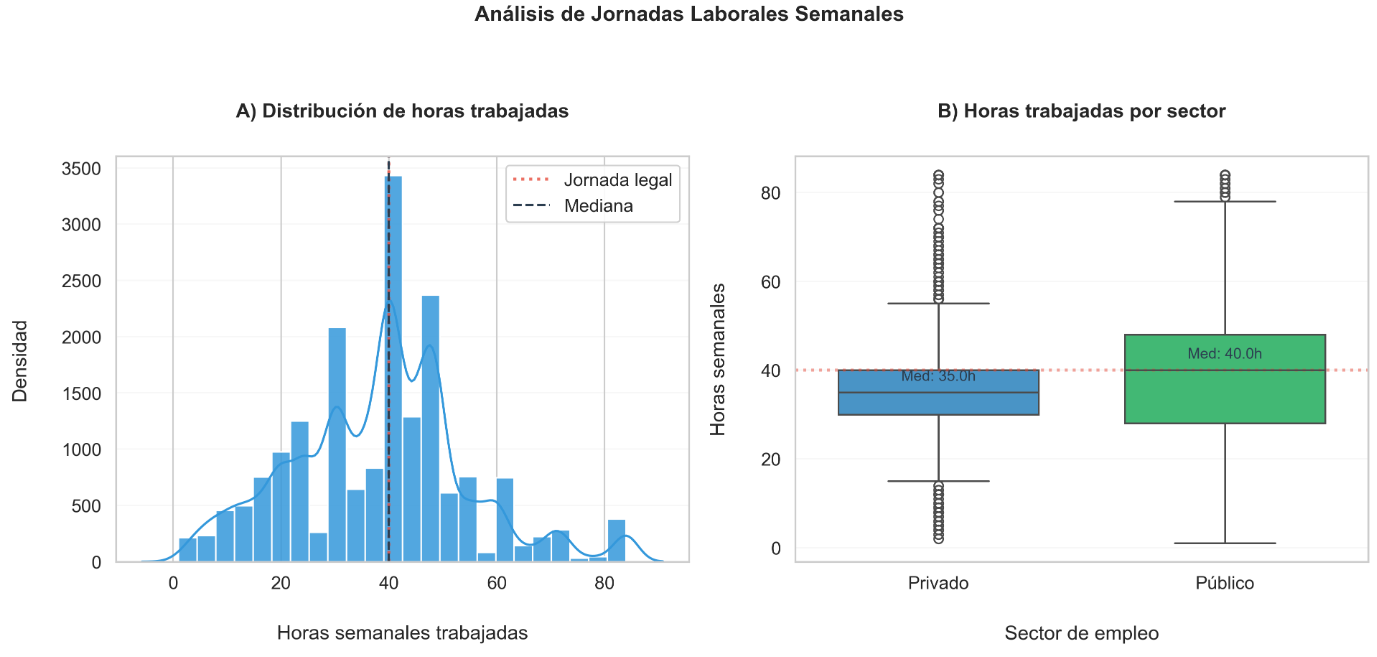 Análisis de Jornadas Laborales Semanales
A) Distribución de horas trabajadas
3500
3000
2500
2000
1500
1000
500
0
Densidad
0 20 40 60 80
Horas semanales trabajadas
Jornada legal
Mediana
B) Horas trabajadas por sector
80
60
40
20
0
Horas semanales
Med: 35.0h
Med: 40.0h
Privado Público
Sector de empleo